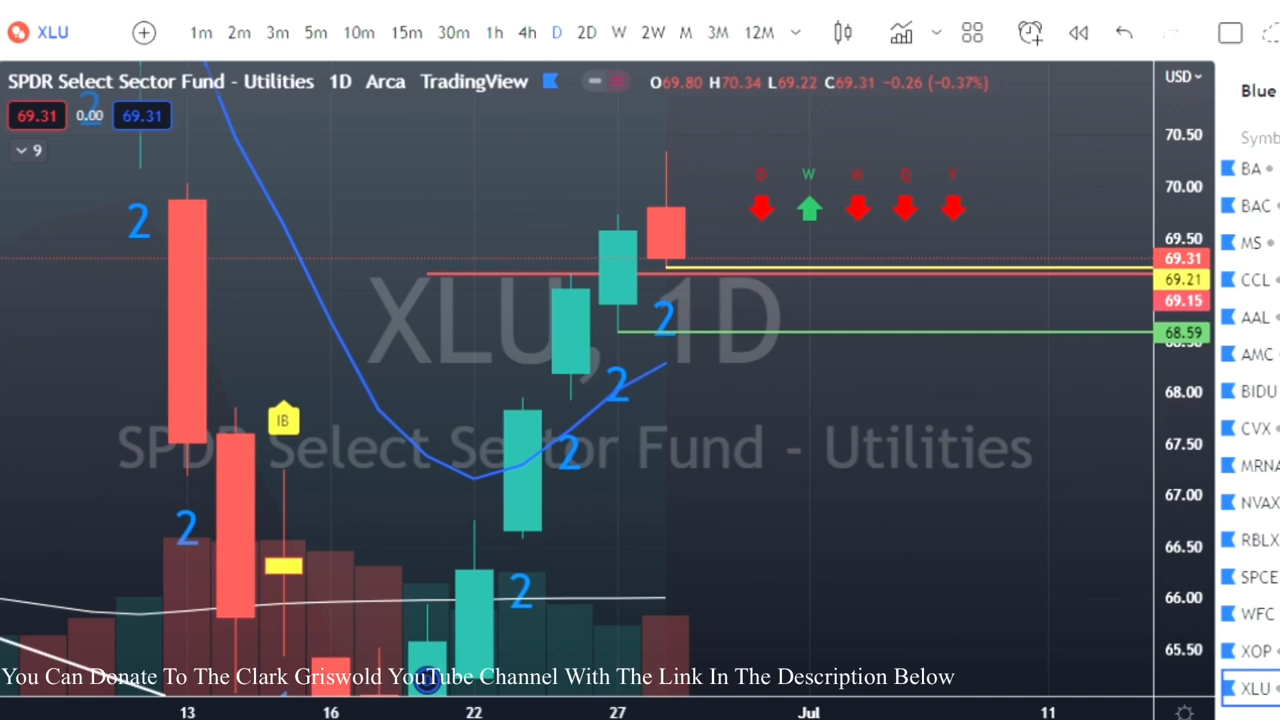 XLU 1m 2m 3m 5m 10m 15m 30m 1h 4h D 2D W 2W M 3M 12M
SPDR Select Sector Fund - Utilities 1D Arca TradingView O69.80 H70.34 L69.22 C69.31 -0.26 (-0.37%)
USD
Blue
69.31 0.00 69.31
2
9
Symb
70.50
70.00
69.50
69.31
69.21
69.15
68.59
68.00
67.50
67.00
66.50
66.00
65.50
D W M Q Y
2
2
IB
2
2
2
2
XLU, 1D
SPDR Select Sector Fund - Utilities
BA
BAC
MS
CCL
AAL
AMC
BIDU
CVX
MRNA
NVAX
RBLX
SPCE
WFC
XOP
XLU
You Can Donate To The Clark Griswold YouTube Channel With The Link In The Description Below
13 16 22 27 Jul 11